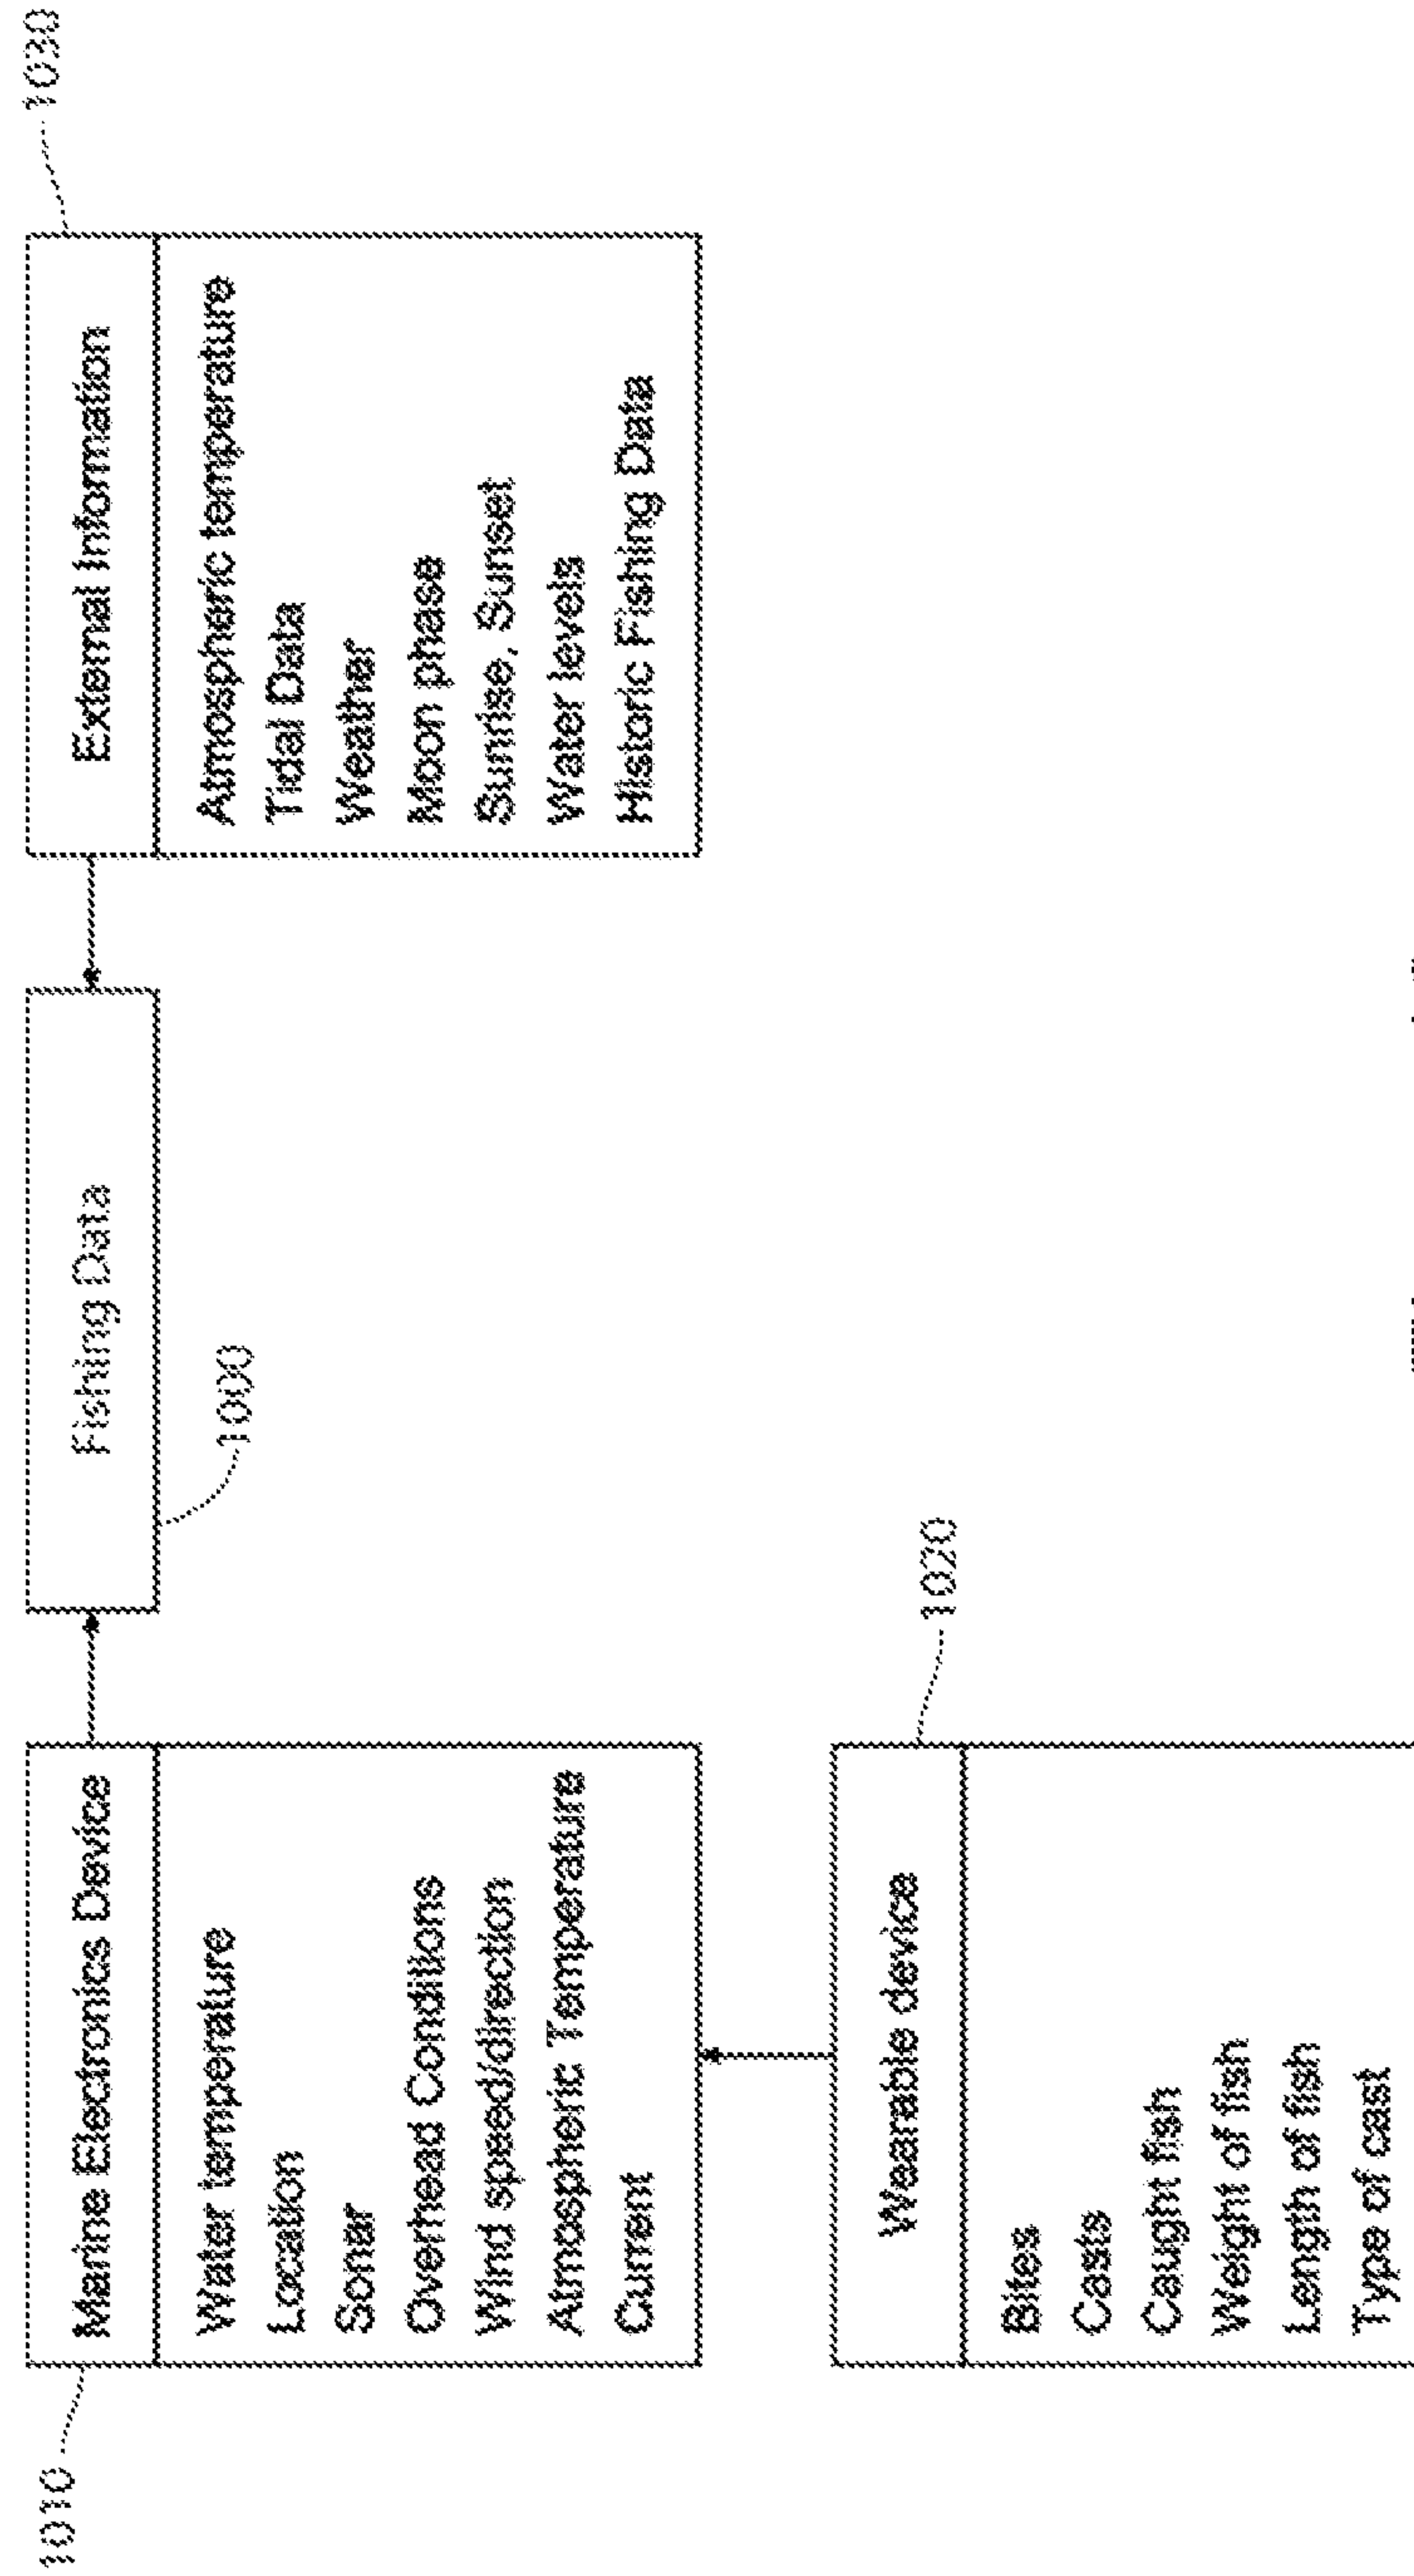 1010
Marine Electronics Device
Water temperature
Location
Sonar
Overhead Conditions
Wind speed/direction
Atmospheric Temperature
Current
Fishing Data
1000
1030
External Information
Atmospheric temperature
Tidal Data
Weather
Moon phase
Sunrise, Sunset
Water levels
Historic Fishing Data
1020
Wearable device
Bites
Casts
Caught fish
Weight of fish
Length of fish
Type of cast